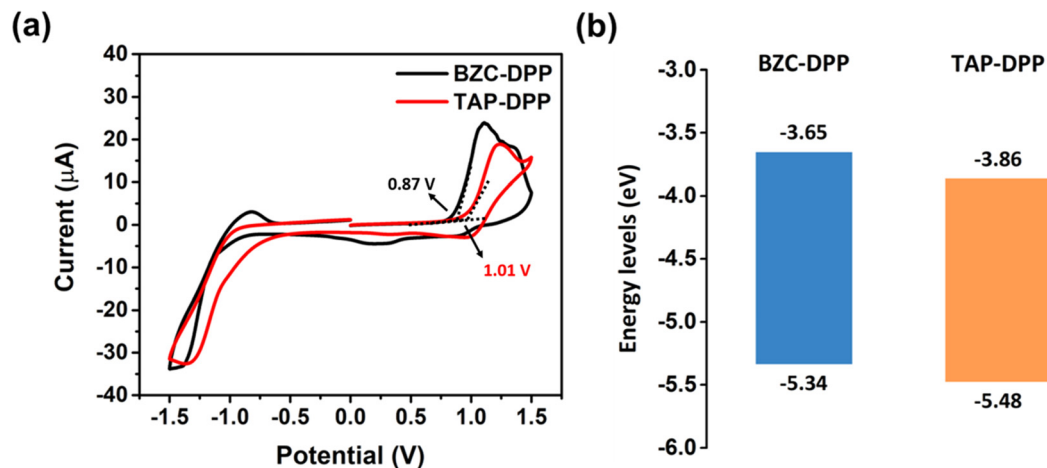 (a)
40
30
20
10
0
-10
-20
-30
-40
Current (μA)
BZC-DPP
TAP-DPP
0.87 V
1.01 V
-1.5 -1.0 -0.5 0.0 0.5 1.0 1.5
Potential (V)
(b)
BZC-DPP TAP-DPP
-3.0
-3.5
-4.0
-4.5
-5.0
-5.5
-6.0
Energy levels (eV)
-3.65
-3.86
-5.34
-5.48